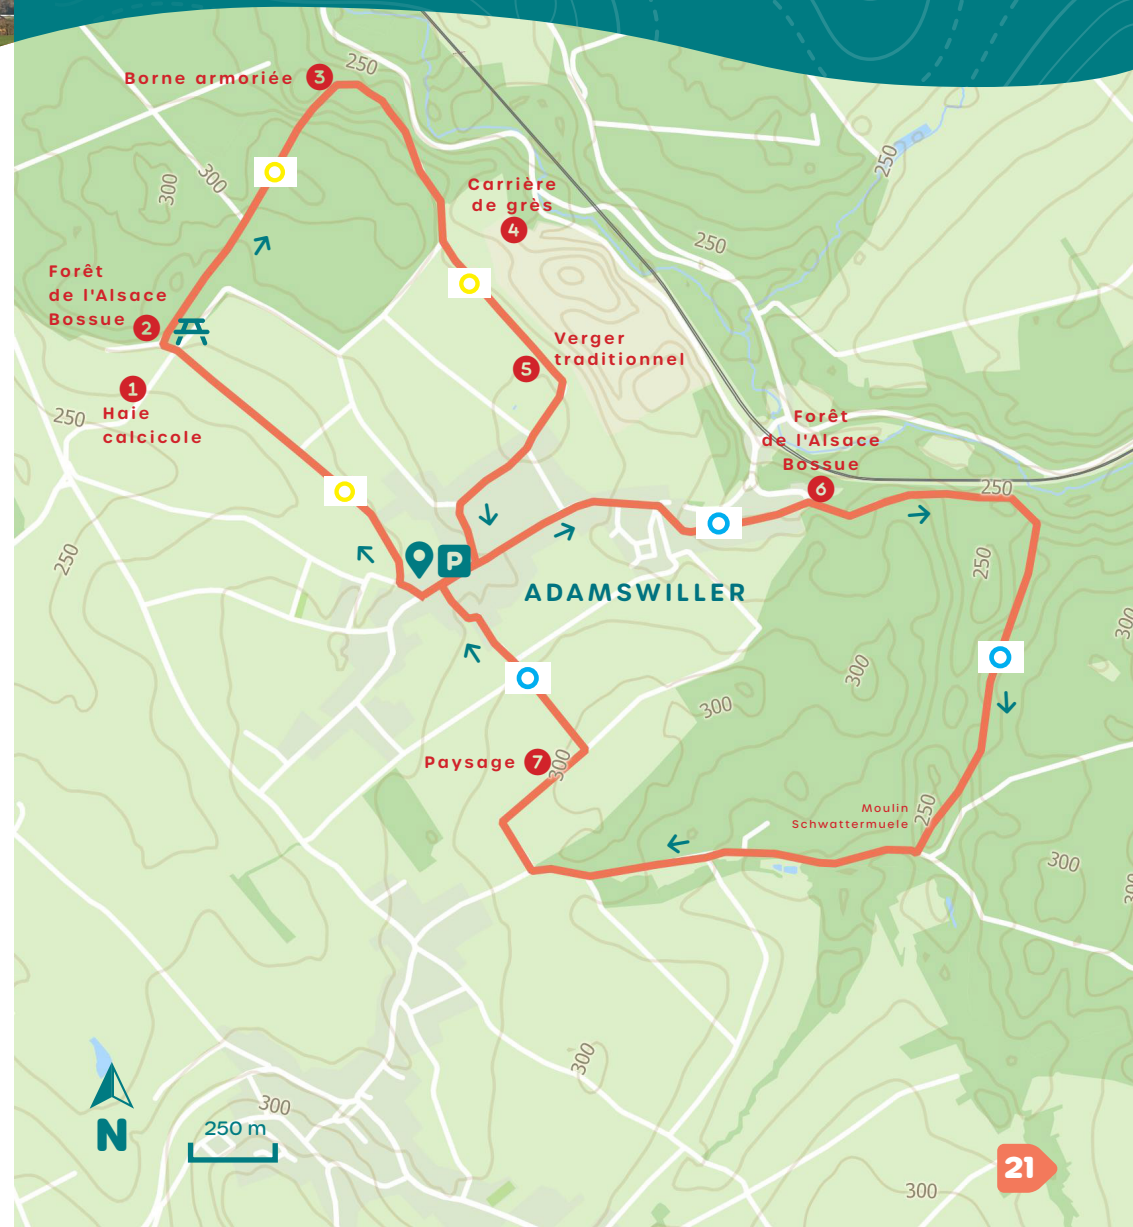 250
Borne armoriée 3
250
300
300
Carrière
de grès
4
250
Forêt
de l'Alsace
Bossue 2
Verger
traditionnel
5
1
Haie
calcicole
250
Forêt
de l'Alsace
Bossue
6
250
250
250
P
ADAMSWILLER
300
300
300
Paysage 7
300
Moulin
Schwattermuele
250
300
300
300
300
N
250 m
21
300